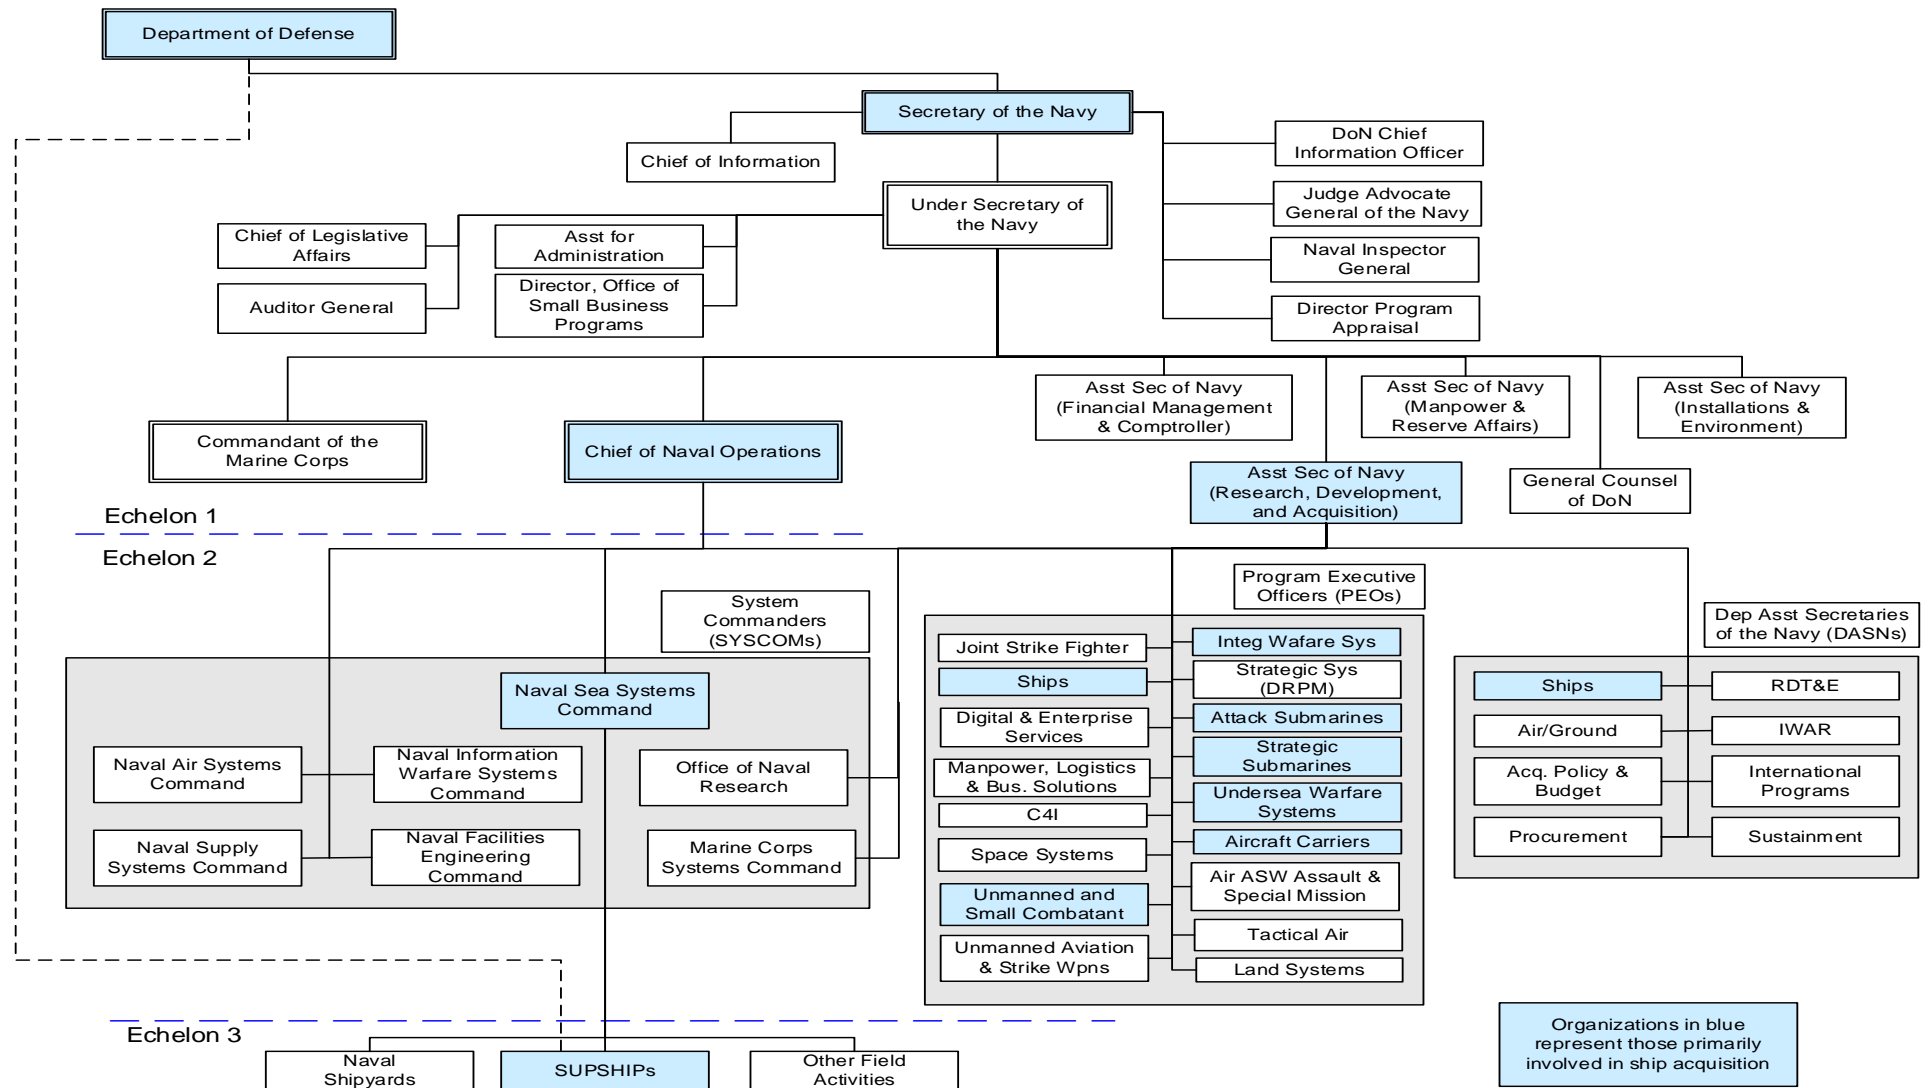 Department of Defense
Secretary of the Navy
Chief of Information
DoN Chief
Information Officer
Under Secretary of
the Navy
Judge Advocate
General of the Navy
Chief of Legislative
Affairs
Asst for
Administration
Naval Inspector
General
Auditor General
Director, Office of
Small Business
Programs
Director Program
Appraisal
Commandant of the
Marine Corps
Chief of Naval Operations
Asst Sec of Navy
(Financial Management
& Comptroller)
Asst Sec of Navy
(Manpower &
Reserve Affairs)
Asst Sec of Navy
(Installations &
Environment)
Asst Sec of Navy
(Research, Development,
and Acquisition)
General Counsel
of DoN
Echelon 1
Echelon 2
System
Commanders
(SYSCOMs)
Program Executive
Officers (PEOs)
Dep Asst Secretaries
of the Navy (DASNs)
Naval Sea Systems
Command
Naval Air Systems
Command
Naval Information
Warfare Systems
Command
Office of Naval
Research
Naval Supply
Systems Command
Naval Facilities
Engineering
Command
Marine Corps
Systems Command
Joint Strike Fighter
Ships
Digital & Enterprise
Services
Manpower, Logistics
& Bus. Solutions
C4I
Space Systems
Unmanned and
Small Combatant
Unmanned Aviation
& Strike Wpns
Integ Wafare Sys
Strategic Sys
(DRPM)
Attack Submarines
Strategic
Submarines
Undersea Warfare
Systems
Aircraft Carriers
Air ASW Assault &
Special Mission
Tactical Air
Land Systems
Ships
RDT&E
Air/Ground
IWAR
Acq. Policy &
Budget
International
Programs
Procurement
Sustainment
Echelon 3
Naval
Shipyards
SUPSHIPs
Other Field
Activities
Organizations in blue
represent those primarily
involved in ship acquisition